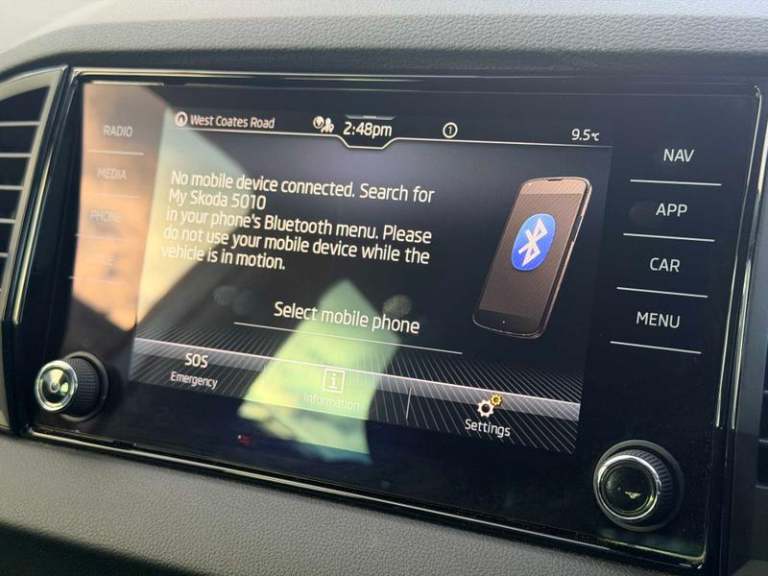 West Coates Road
2:48pm
1
9.5°C
RADIO
MEDIA
PHONE
No mobile device connected. Search for
My Skoda 5010
in your phone's Bluetooth menu. Please
do not use your mobile device while the
vehicle is in motion.
Select mobile phone
SOS
Emergency
Information
Settings
NAV
APP
CAR
MENU